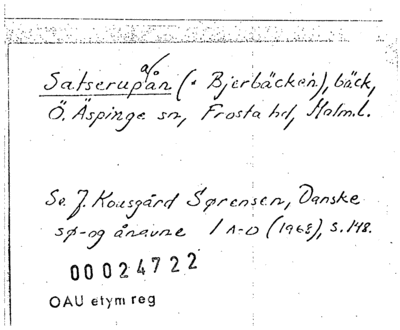 a/
Satserupån (. Bjerbäcken), bäck,
Ö. Äspinge sn, Frosta hd, Malm.l.
Se J. Kousgård Sørensen, Danske
sø- og ånavne 1 A-D (1968), s. 148.
00024722
OAU etym reg